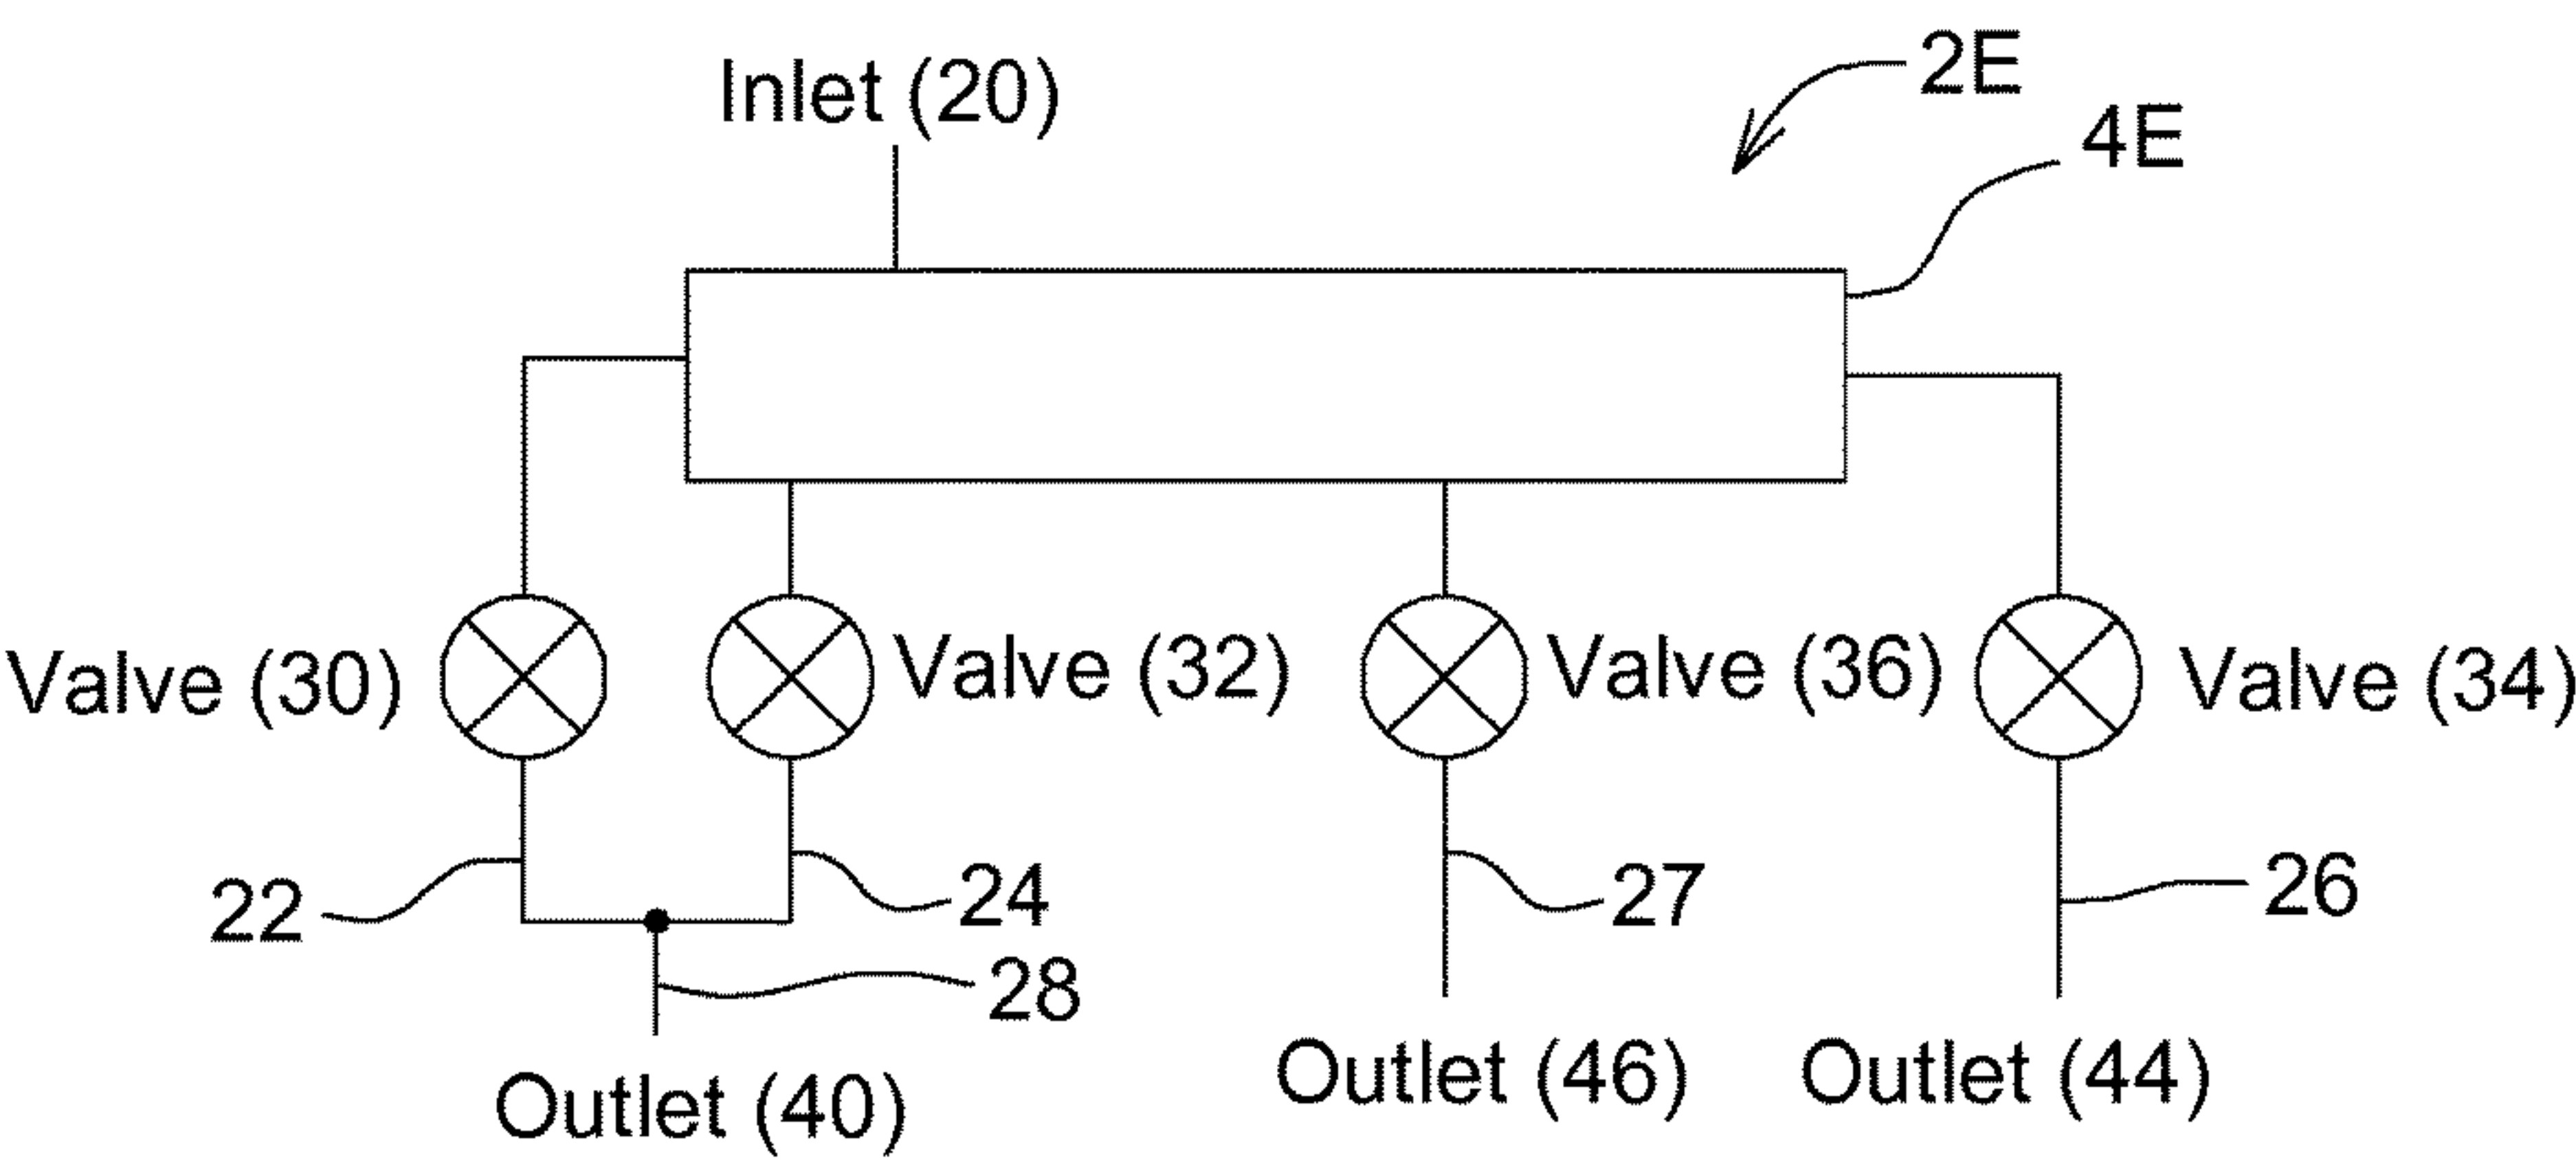 Inlet (20)
2E
4E
Valve (30)
Valve (32)
Valve (36)
Valve (34)
22
24
27
26
28
Outlet (40)
Outlet (46)
Outlet (44)